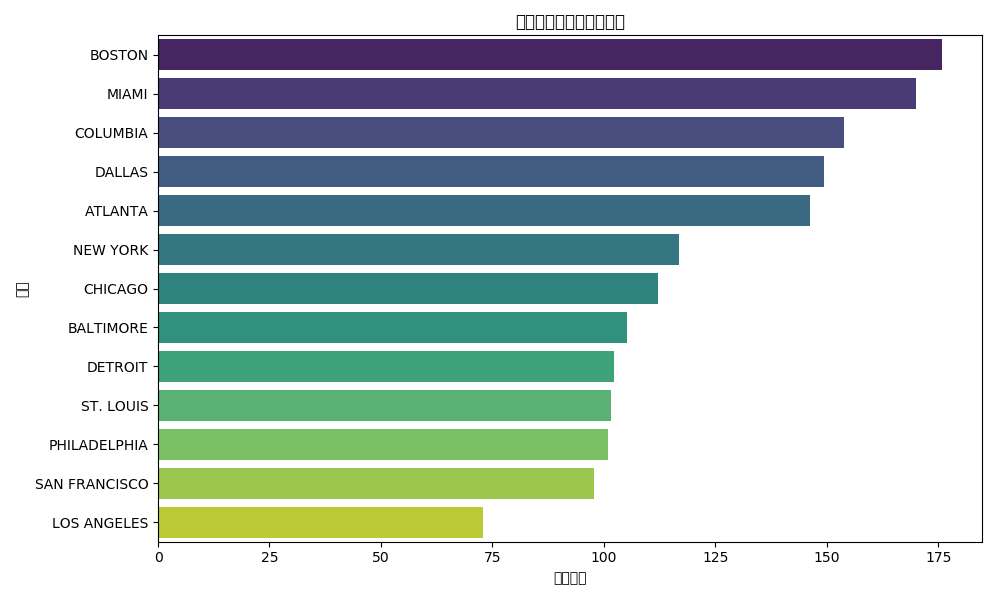 BOSTON
MIAMI
COLUMBIA
DALLAS
ATLANTA
NEW YORK
CHICAGO
BALTIMORE
DETROIT
ST. LOUIS
PHILADELPHIA
SAN FRANCISCO
LOS ANGELES
0 25 50 75 100 125 150 175